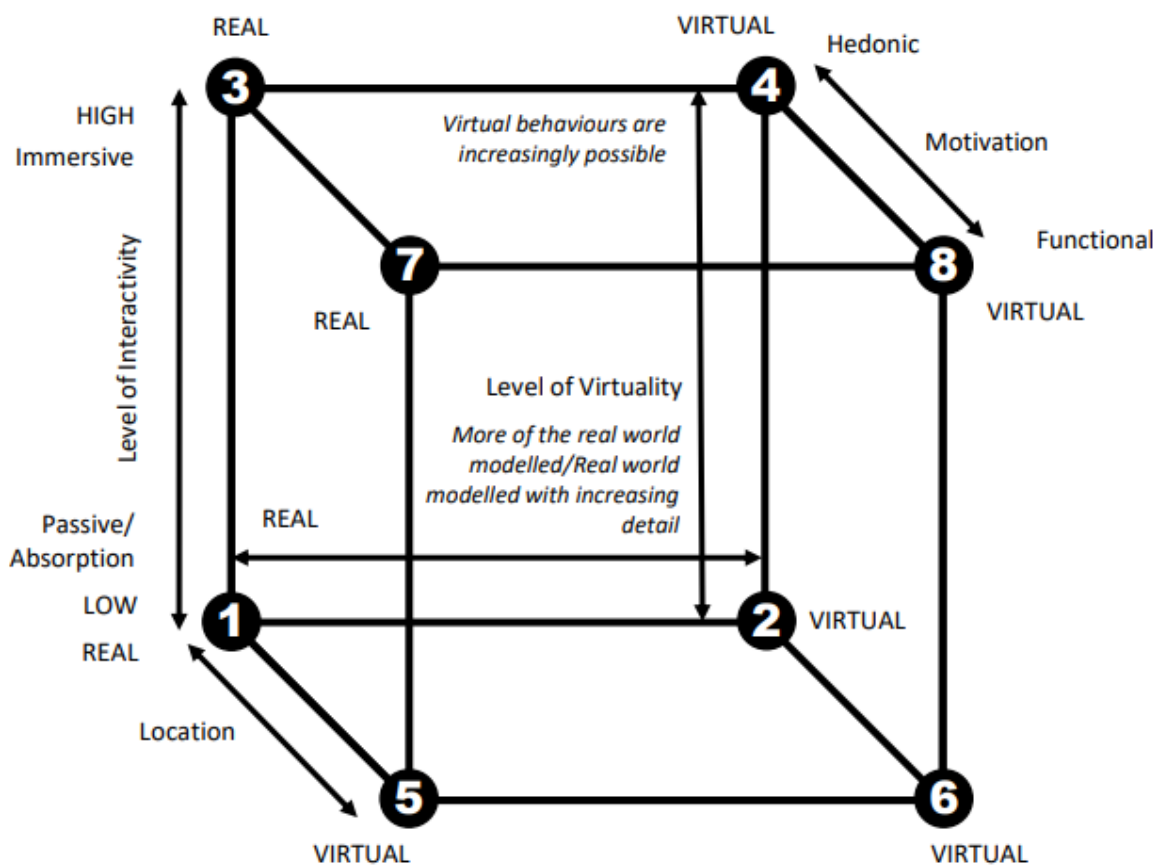 REAL
VIRTUAL
Hedonic
3
4
HIGH
Immersive
Virtual behaviours are
increasingly possible
Motivation
Functional
7
8
REAL
VIRTUAL
Level of Interactivity
Level of Virtuality
More of the real world
modelled/Real world
modelled with increasing
detail
Passive/
Absorption
REAL
LOW
1
2
VIRTUAL
REAL
Location
5
6
VIRTUAL
VIRTUAL